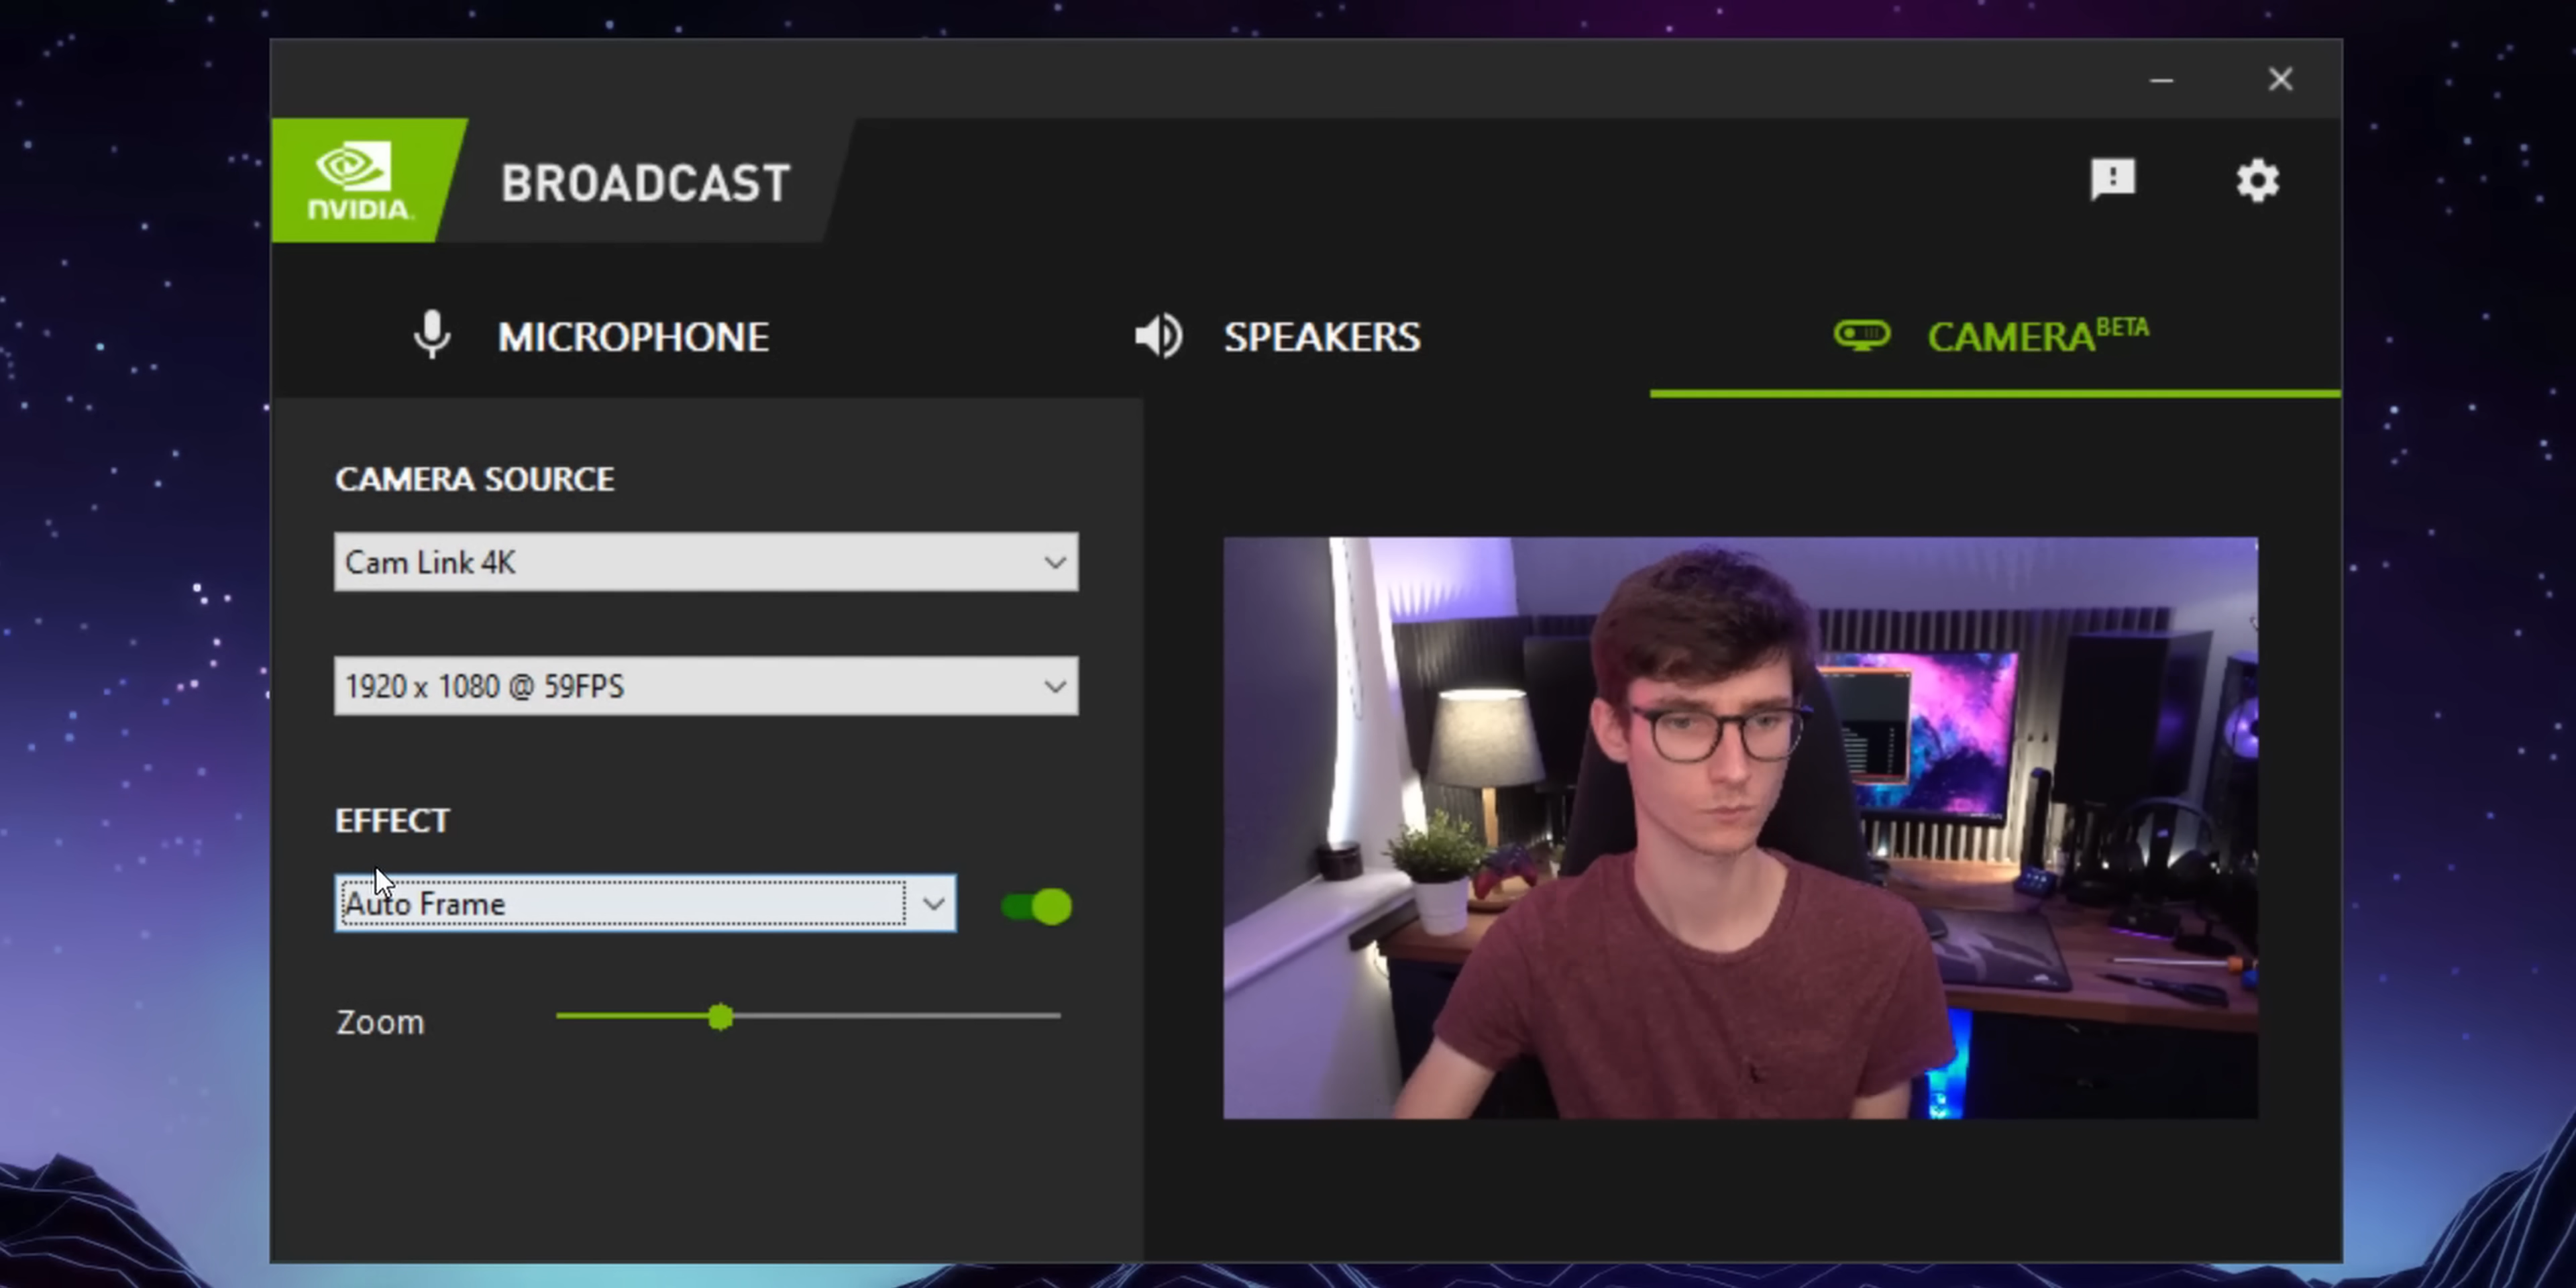 NVIDIA.
BROADCAST
MICROPHONE
SPEAKERS
CAMERA BETA
CAMERA SOURCE
Cam Link 4K
1920 x 1080 @ 59FPS
EFFECT
Auto Frame
Zoom